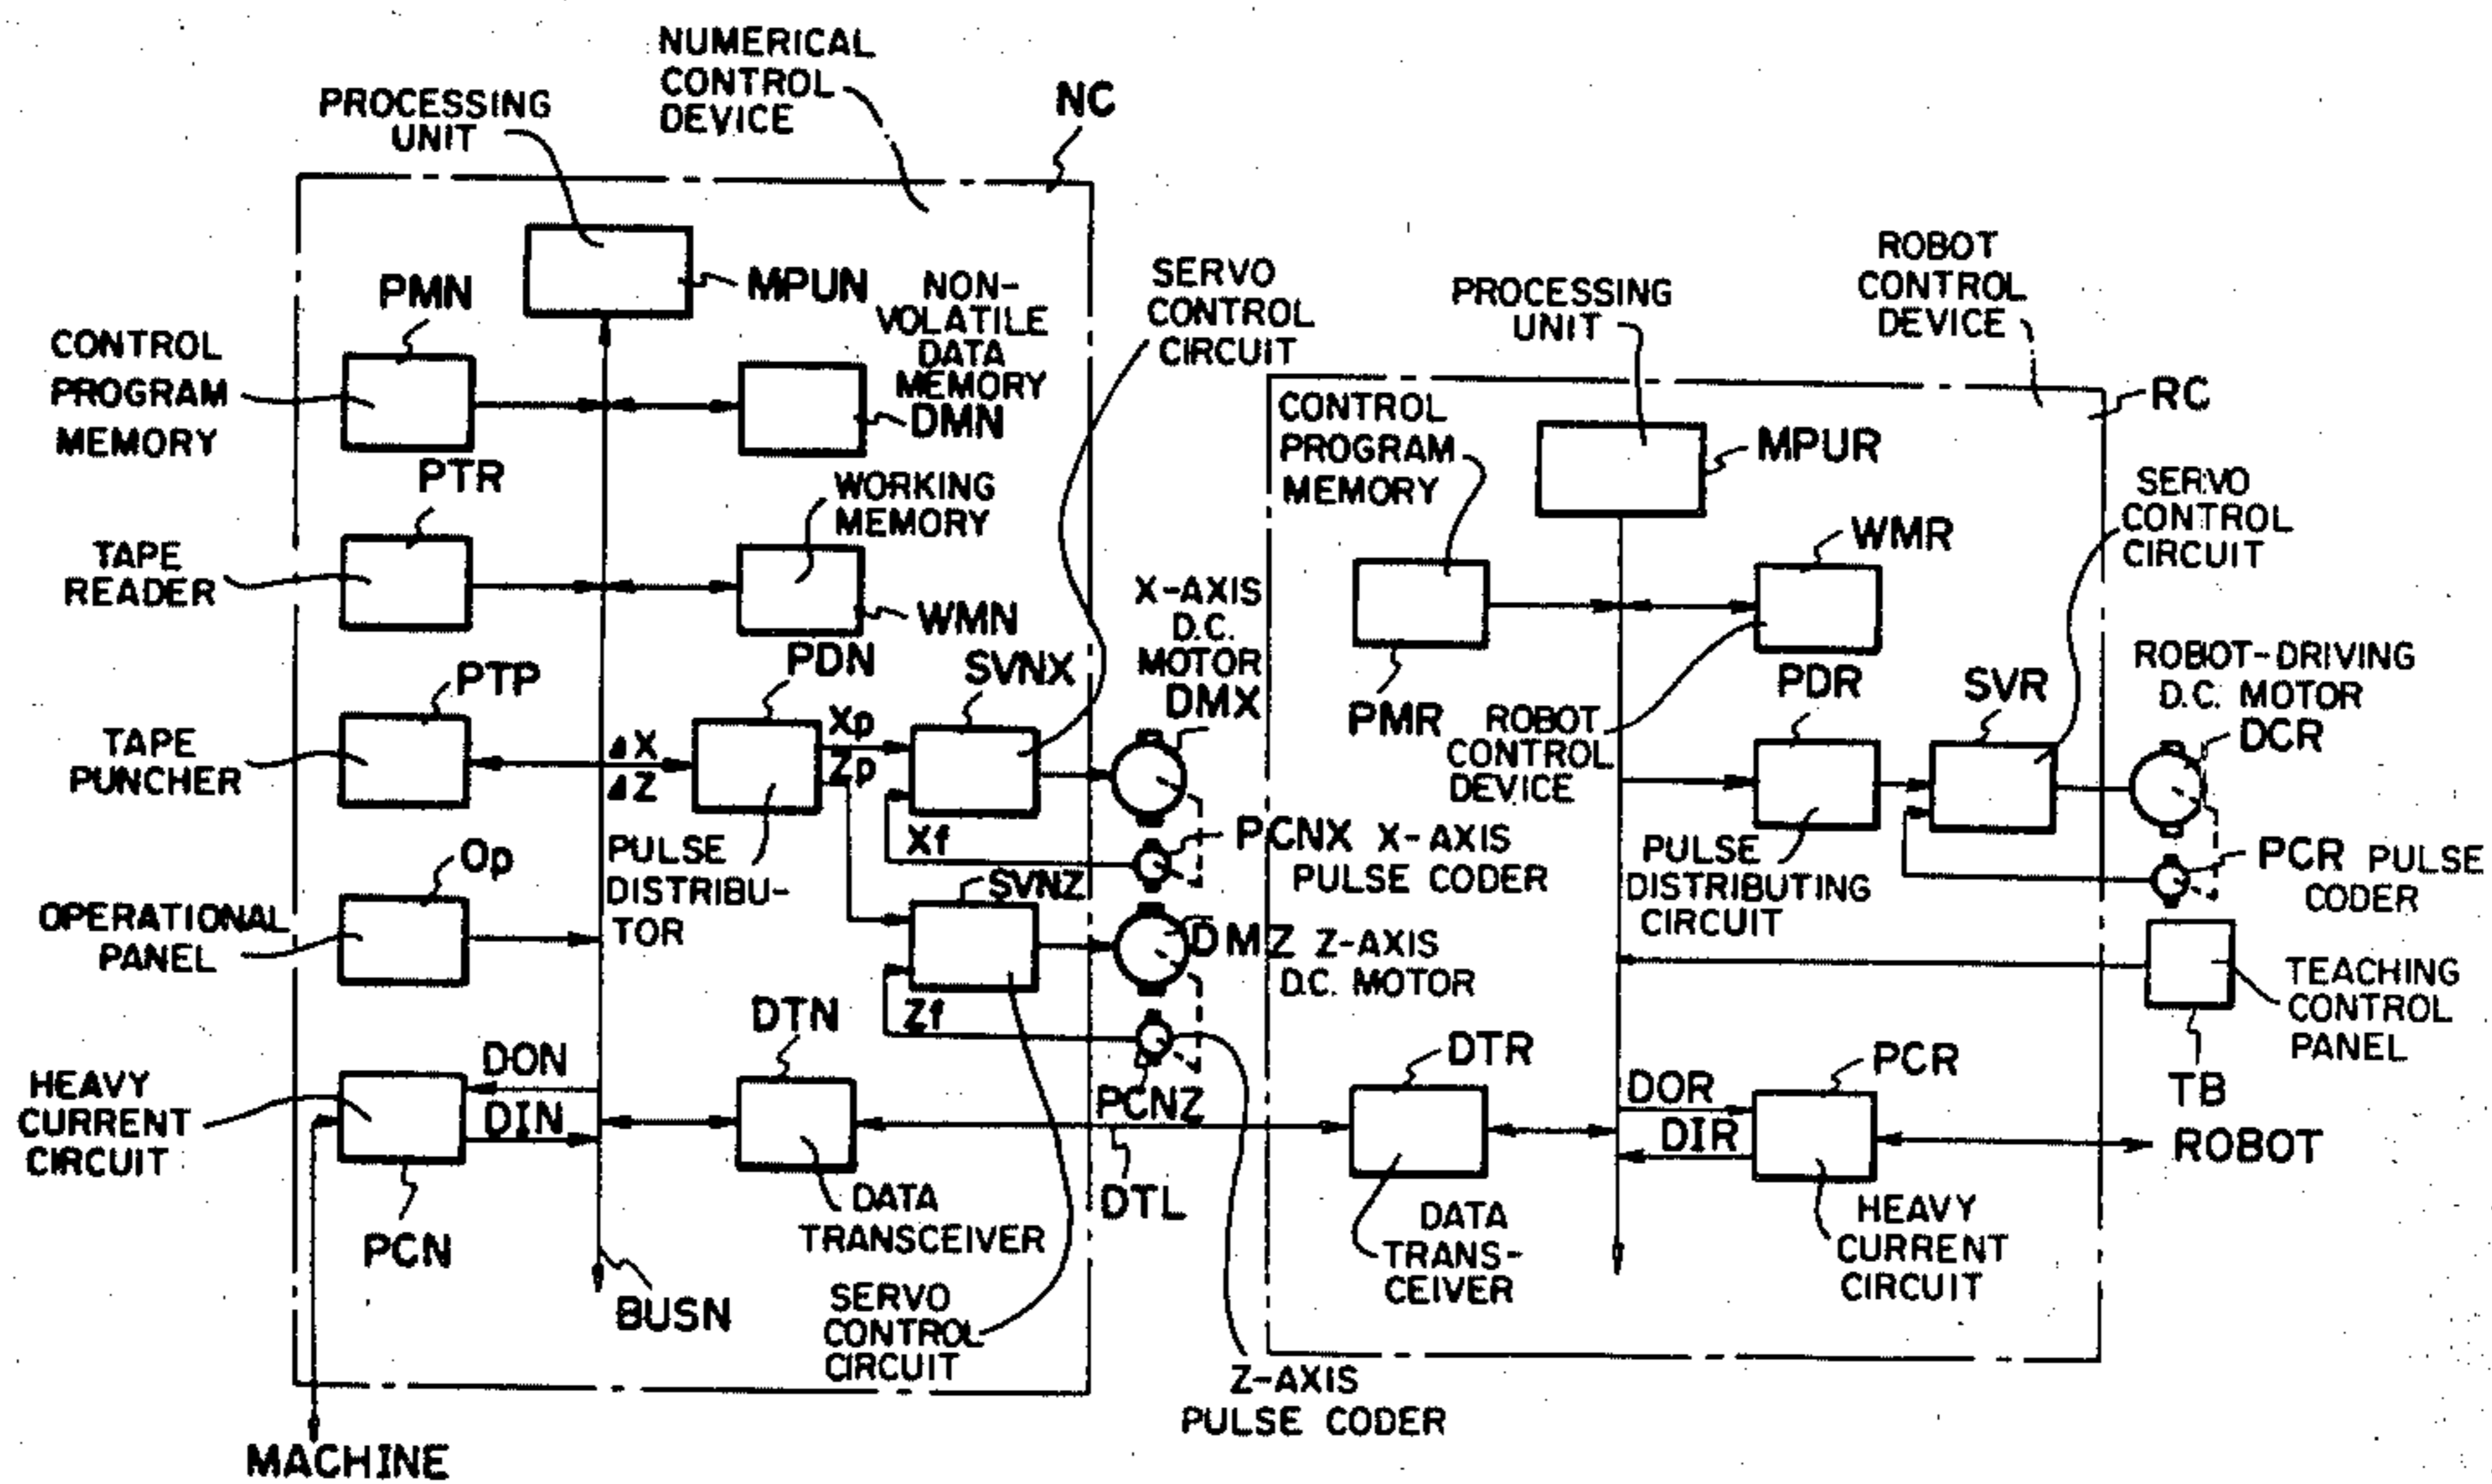 NUMERICAL
CONTROL
DEVICE
NC
PROCESSING
UNIT
MPUN
PMN
CONTROL
PROGRAM
MEMORY
NON-
VOLATILE
DATA
MEMORY
DMN
PTR
TAPE
READER
WORKING
MEMORY
WMN
PTP
TAPE
PUNCHER
ΔX
ΔZ
PDN
PULSE
DISTRIBU-
TOR
Xp
Zp
SVNX
SERVO
CONTROL
CIRCUIT
X-AXIS
D.C.
MOTOR
DMX
Xf
PCNX X-AXIS
PULSE CODER
Op
OPERATIONAL
PANEL
SVNZ
DMZ Z-AXIS
D.C. MOTOR
Zf
PCNZ
HEAVY
CURRENT
CIRCUIT
DON
DIN
PCN
DTN
DATA
TRANSCEIVER
DTL
BUSN
SERVO
CONTROL
CIRCUIT
Z-AXIS
PULSE CODER
MACHINE
ROBOT
CONTROL
DEVICE
RC
PROCESSING
UNIT
MPUR
CONTROL
PROGRAM
MEMORY
PMR
WMR
ROBOT
CONTROL
DEVICE
SERVO
CONTROL
CIRCUIT
PDR
SVR
PULSE
DISTRIBUTING
CIRCUIT
ROBOT-DRIVING
D.C. MOTOR
DCR
PCR PULSE
CODER
TEACHING
CONTROL
PANEL
TB
DTR
DATA
TRANS-
CEIVER
DOR
DIR
PCR
HEAVY
CURRENT
CIRCUIT
ROBOT